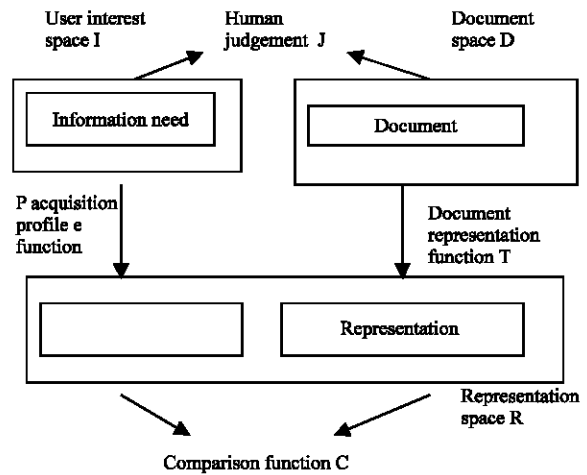 User interest
space I
Human
judgement J
Document
space D
Information need
Document
P acquisition
profile e
function
Document
representation
function T
Representation
Representation
space R
Comparison function C